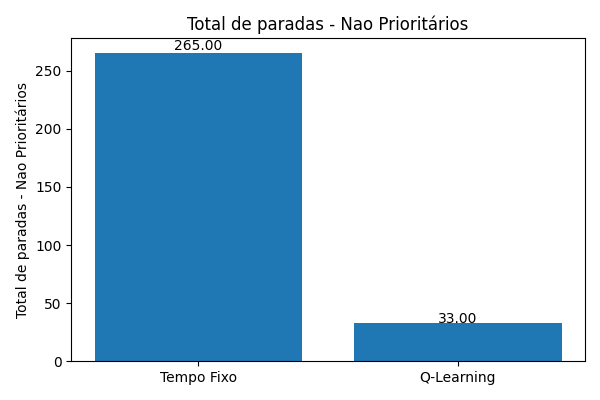 Total de paradas - Nao Prioritários
Total de paradas - Nao Prioritários
250
200
150
100
50
0
265.00
33.00
Tempo Fixo
Q-Learning